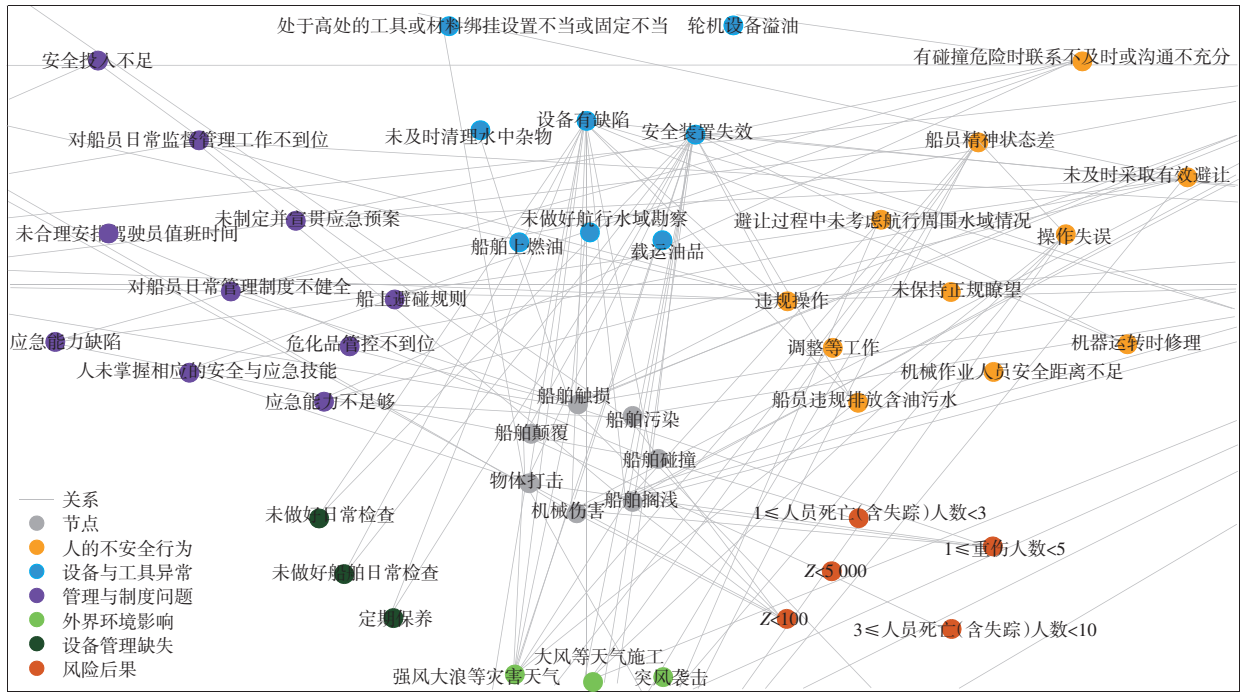 处于高处的工具或材料绑挂设置不当或固定不当
轮机设备溢油
安全投入不足
有碰撞危险时联系不及时或沟通不充分
设备有缺陷
对船员日常监督管理工作不到位
未及时清理水中杂物
安全装置失效
船员精神状态差
未及时采取有效避让
未制定并宣贯应急预案
未做好航行水域勘察
避让过程中未考虑航行周围水域情况
未合理安排驾驶员值班时间
船舶上燃油
载运油品
操作失误
对船员日常管理制度不健全
船上避碰规则
违规操作
未保持正规瞭望
应急能力缺陷
危化品管控不到位
调整等工作
机器运转时修理
人未掌握相应的安全与应急技能
机械作业人员安全距离不足
应急能力不足够
船舶触损
船员违规排放含油污水
船舶污染
船舶颠覆
船舶碰撞
物体打击
船舶搁浅
机械伤害
未做好日常检查
1≤人员死亡(含失踪)人数<3
1≤重伤人数<5
未做好船舶日常检查
Z<5 000
定期保养
Z<100
3≤人员死亡(含失踪)人数<10
大风等天气施工
强风大浪等灾害天气
突风袭击
关系
节点
人的不安全行为
设备与工具异常
管理与制度问题
外界环境影响
设备管理缺失
风险后果